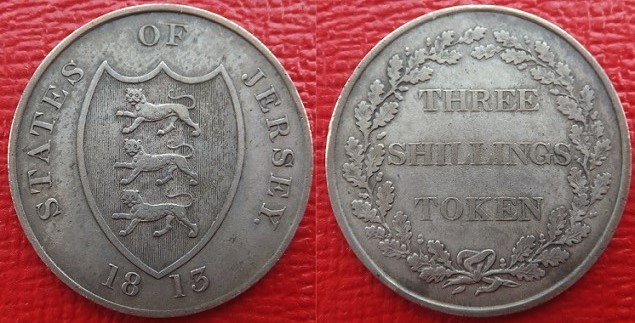 STATES OF JERSEY.
1813
THREE
SHILLINGS
TOKEN